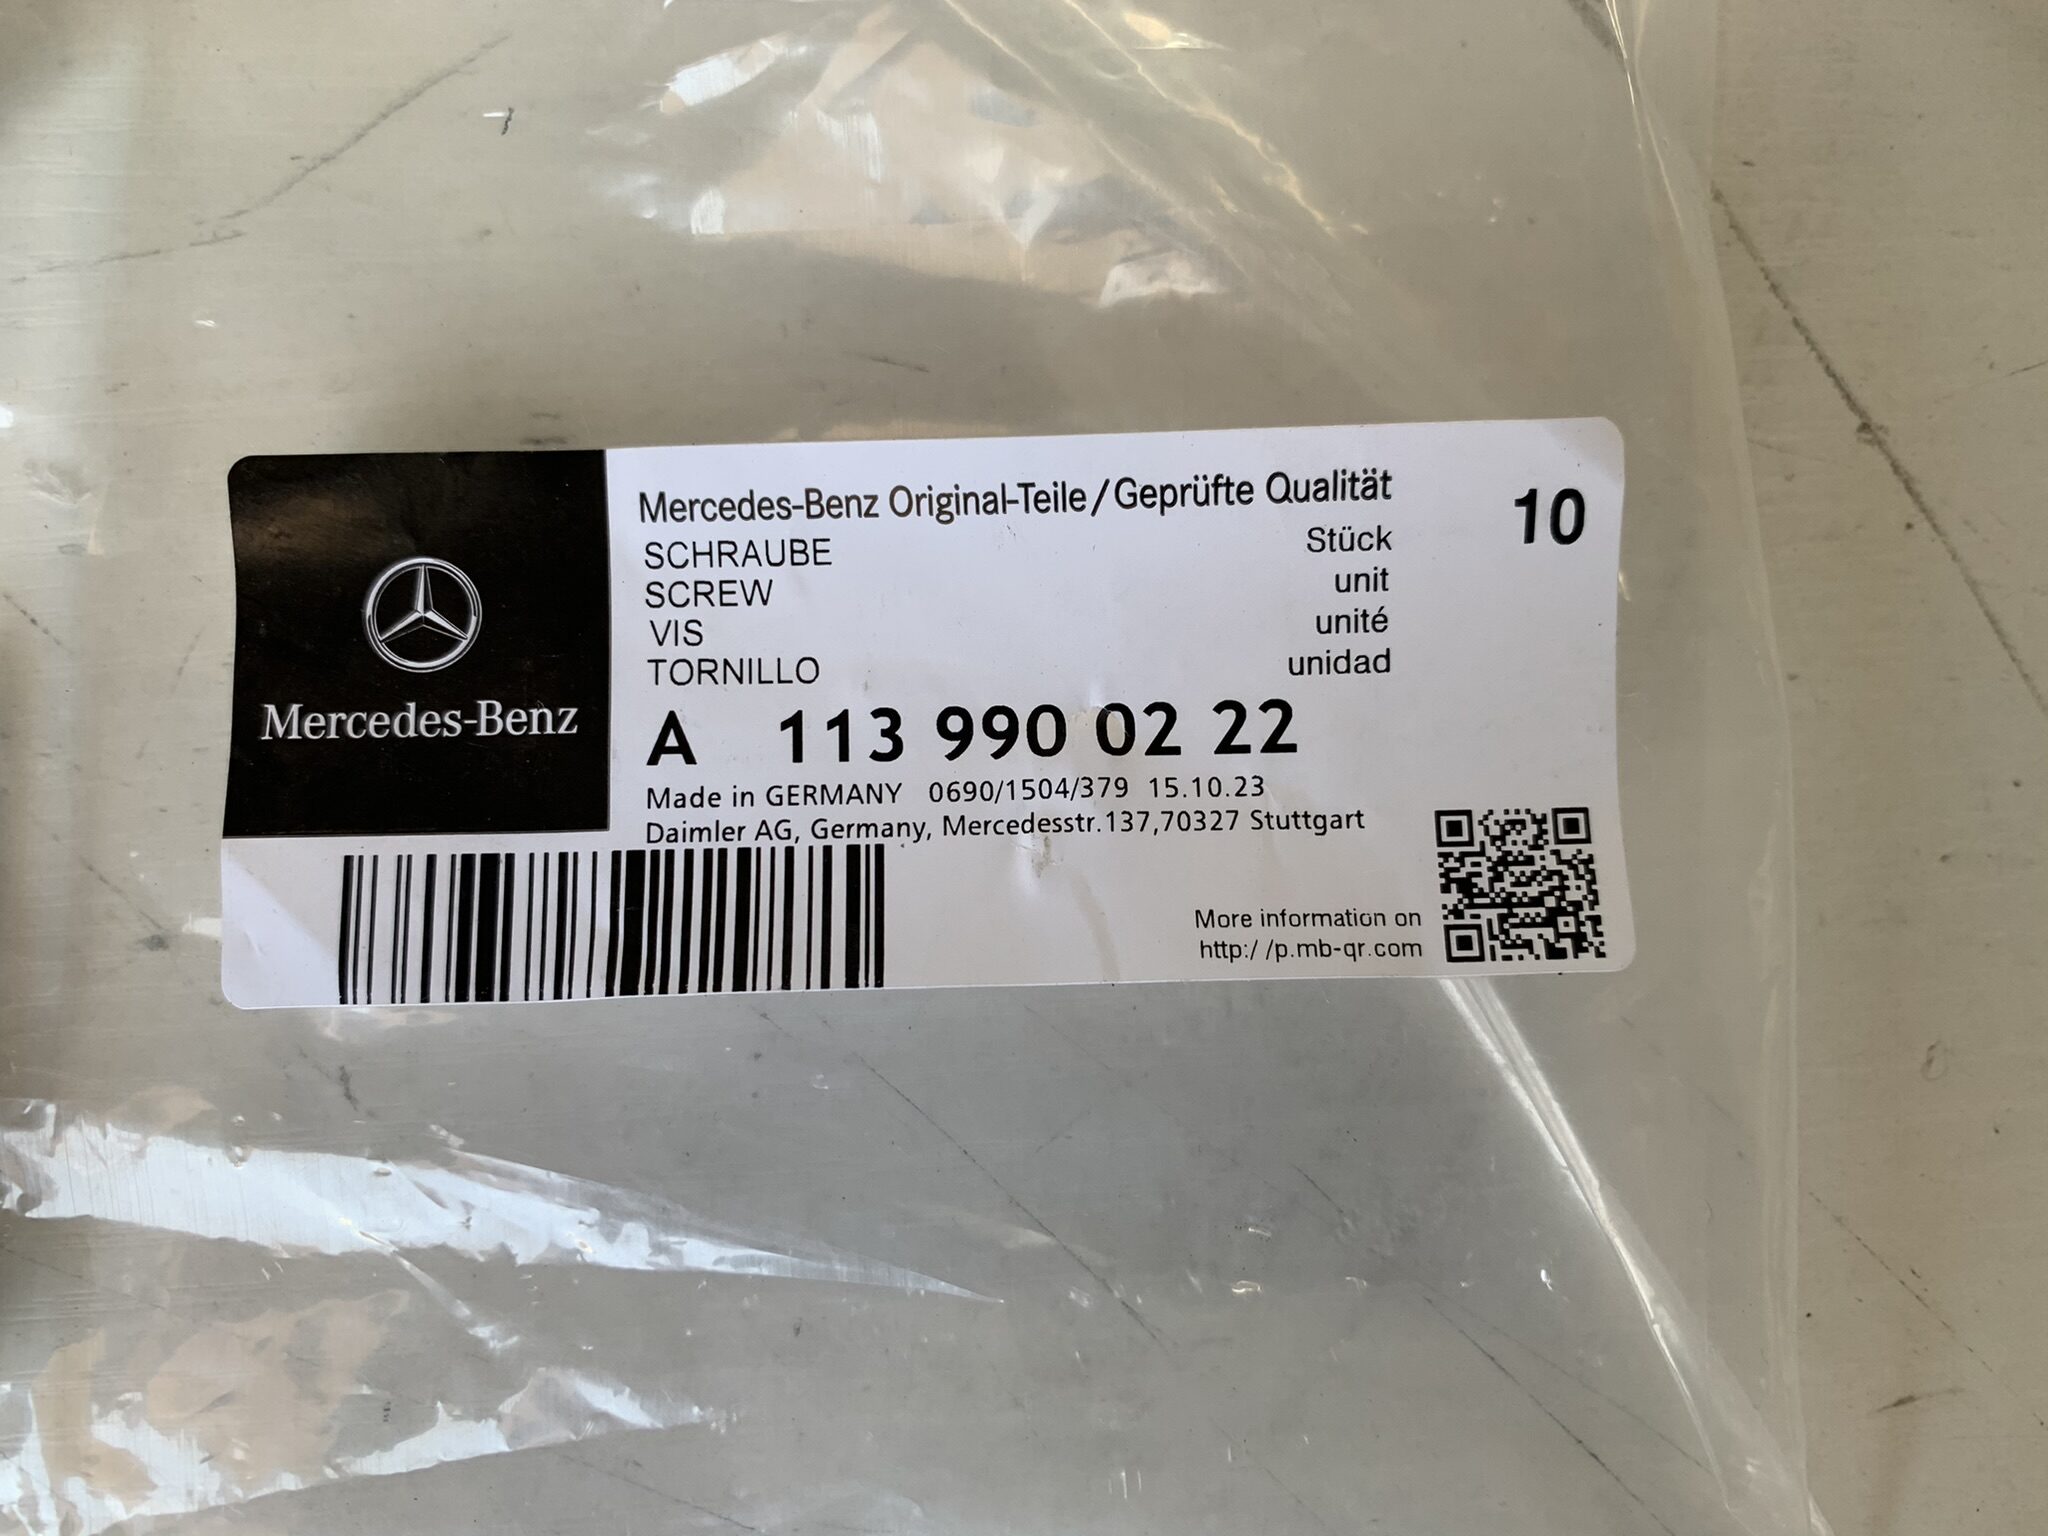 Mercedes-Benz
Mercedes-Benz Original-Teile/Geprüfte Qualität
10
SCHRAUBE Stück
SCREW unit
VIS unité
TORNILLO unidad
A 113 990 02 22
Made in GERMANY 0690/1504/379 15.10.23
Daimler AG, Germany, Mercedesstr.137,70327 Stuttgart
More information on
http:/ /p.mb-qr.com